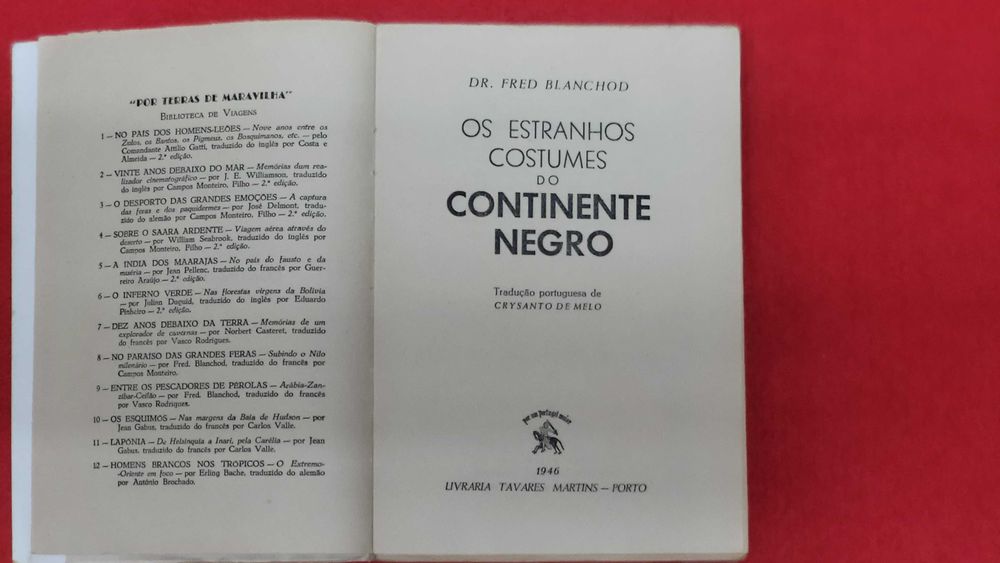 "POR TERRAS DE MARAVILHA"
BIBLIOTECA DE VIAGENS
1 — NO PAIS DOS HOMENS-LEÕES — Nove anos entre os
Zulos, os Bantos, os Pigmeus, os Bosquimanos, etc. — pelo
Comandante Attilio Gatti, traduzido do inglês por Costa e
Almeida — 2.ª edição.
2 — VINTE ANOS DEBAIXO DO MAR — Memórias dum rea-
lizador cinematográfico — por J. E. Williamson, traduzido
do inglês por Campos Monteiro, Filho — 2.ª edição.
3 — O DESPORTO DAS GRANDES EMOÇÕES — A captura
das feras e dos paquidermes — por José Delmont, tradu-
zido do alemão por Campos Monteiro, Filho — 2.ª edição.
4 — SOBRE O SAARA ARDENTE — Viagem aérea através do
deserto — por William Seabrook, traduzido do inglês por
Campos Monteiro, Filho — 2.ª edição.
5 — A INDIA DOS MAARAJAS — No país do fausto e da
miséria — por Jean Pellenc, traduzido do francês por Guer-
reiro Araújo — 2.ª edição.
6 — O INFERNO VERDE — Nas florestas virgens da Bolívia
— por Julian Duguid, traduzido do inglês por Eduardo
Pinheiro — 2.ª edição.
7 — DEZ ANOS DEBAIXO DA TERRA — Memórias de um
explorador de cavernas — por Norbert Casteret, traduzido
do francês por Vasco Rodrigues.
8 — NO PARAISO DAS GRANDES FERAS — Subindo o Nilo
milenário — por Fred. Blanchod, traduzido do francês por
Campos Monteiro.
9 — ENTRE OS PESCADORES DE PÉROLAS — Arábia-Zan-
zibar-Ceilão — por Fred. Blanchod, traduzido do francês
por Vasco Rodrigues.
10 — OS ESQUIMÓS — Nas margens da Baía de Hudson — por
Jean Gabus, traduzido do francês por Carlos Valle.
11 — LAPÓNIA — De Helsínquia a Inari, pela Carélia — por Jean
Gabus, traduzido do francês por Carlos Valle.
12 — HOMENS BRANCOS NOS TRÓPICOS — O Extremo-
-Oriente em foco — por Erling Bache, traduzido do alemão
por António Brochado.
DR. FRED BLANCHOD
OS ESTRANHOS
COSTUMES
DO
CONTINENTE
NEGRO
Tradução portuguesa de
CRYSANTO DE MELO
por um Portugal maior
1946
LIVRARIA TAVARES MARTINS — PORTO